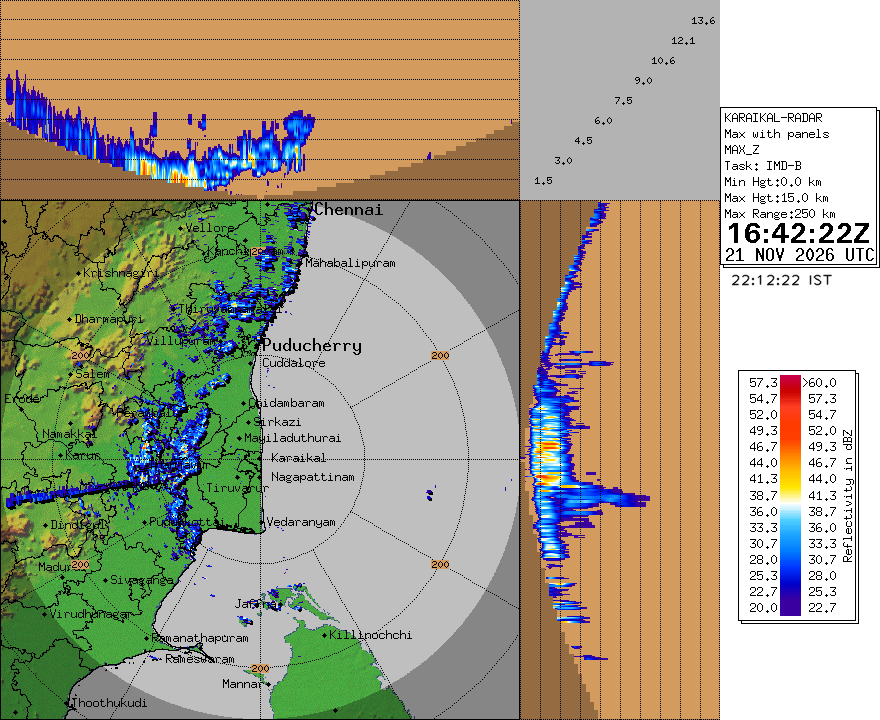 13.6
12.1
10.6
9.0
7.5
6.0
4.5
3.0
1.5
KARAIKAL-RADAR
Max with panels
MAX_Z
Task: IMD-B
Min Hgt:0.0 km
Max Hgt:15.0 km
Max Range:250 km
16:42:22Z
21 NOV 2026 UTC
22:12:22 IST
Chennai
Vellore
200
Mahabalipuram
Krishnagiri
Dharmapuri
Villupuram
Puducherry
200
200
Cuddalore
Salem
Erode
Chidambaram
Sirkazi
Namakkal
Mayiladuthurai
Karur
Karaikal
Nagapattinam
Tiruvarur
Vedaranyam
200
200
Sivaganga
Jaffna
Virudhunagar
Ramanathapuram
Killinochchi
Rameswaram
200
Mannar
Thoothukudi
57.3 >60.0
54.7 57.3
52.0 54.7
49.3 52.0
46.7 49.3
44.0 46.7
41.3 44.0
38.7 41.3
36.0 38.7
33.3 36.0
30.7 33.3
28.0 30.7
25.3 28.0
22.7 25.3
20.0 22.7
Reflectivity in dBZ